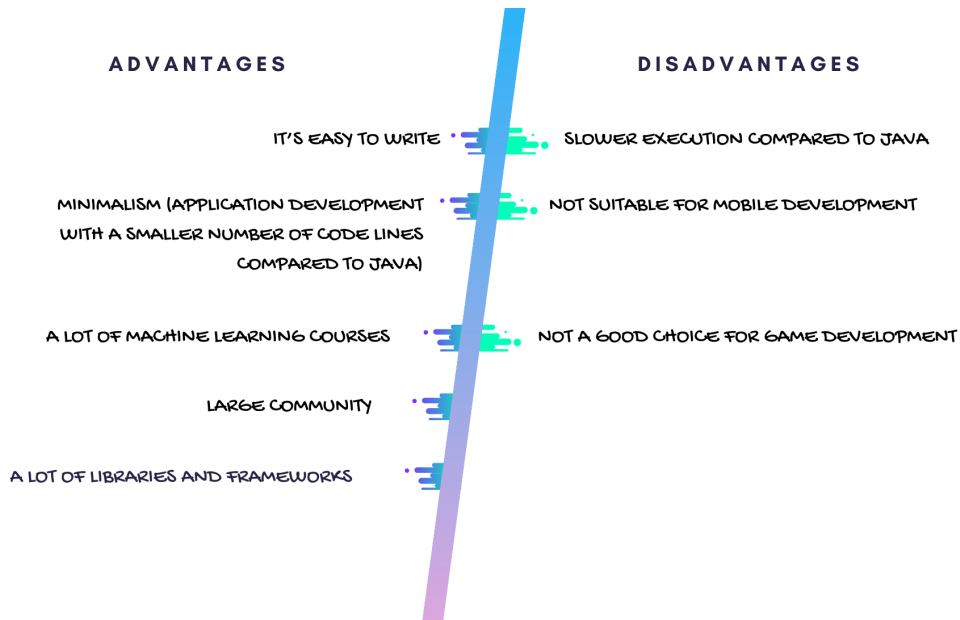 ADVANTAGES
DISADVANTAGES
IT'S EASY TO WRITE
SLOWER EXECUTION COMPARED TO JAVA
MINIMALISM (APPLICATION DEVELOPMENT
WITH A SMALLER NUMBER OF CODE LINES
COMPARED TO JAVA)
NOT SUITABLE FOR MOBILE DEVELOPMENT
A LOT OF MACHINE LEARNING COURSES
NOT A GOOD CHOICE FOR GAME DEVELOPMENT
LARGE COMMUNITY
A LOT OF LIBRARIES AND FRAMEWORKS